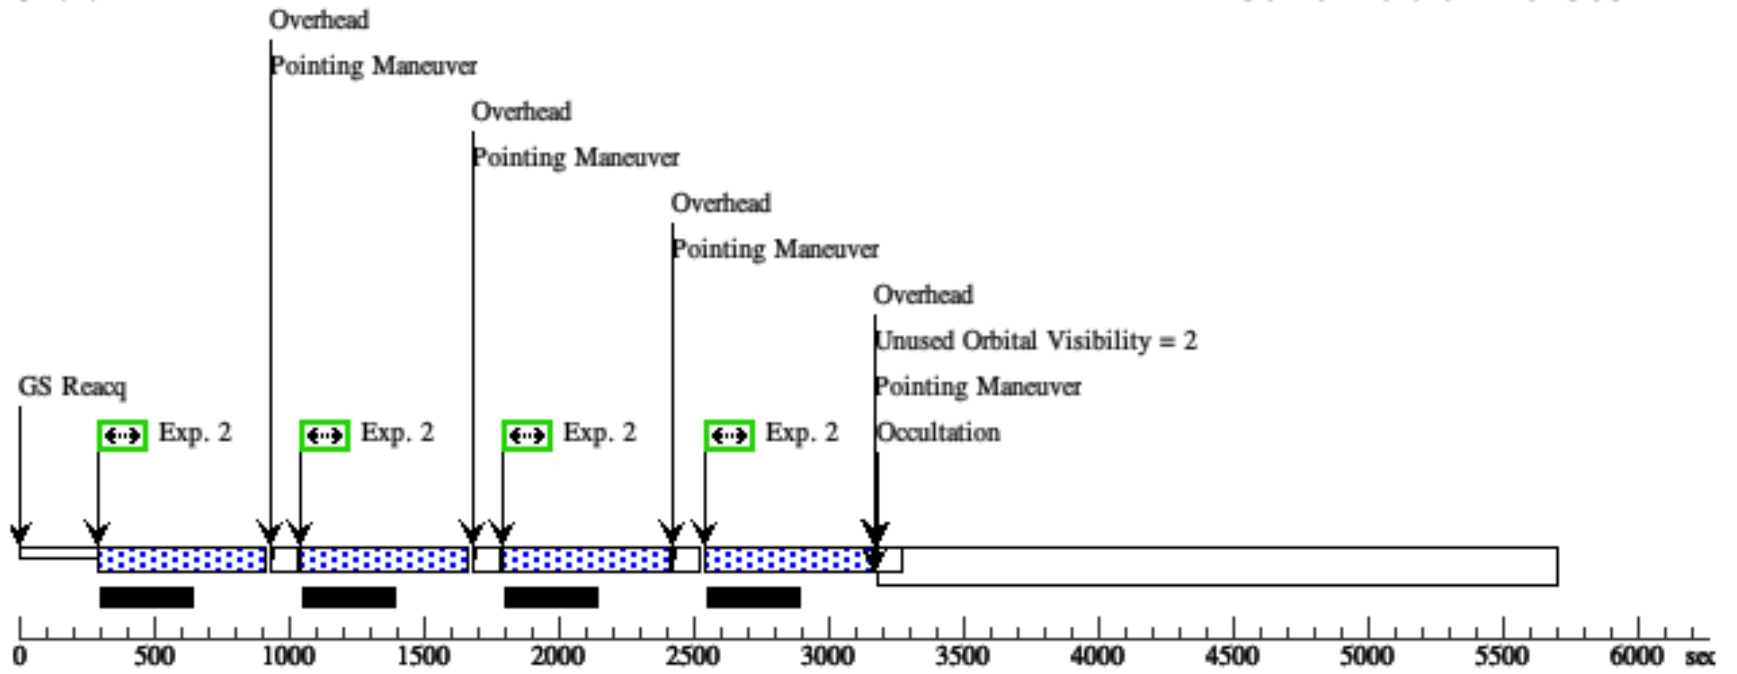 Overhead
Pointing Maneuver
Overhead
Pointing Maneuver
Overhead
Pointing Maneuver
Overhead
Unused Orbital Visibility = 2
GS Reacq
Pointing Maneuver
Exp. 2
Exp. 2
Exp. 2
Exp. 2
Occultation
0 500 1000 1500 2000 2500 3000 3500 4000 4500 5000 5500 6000 sec